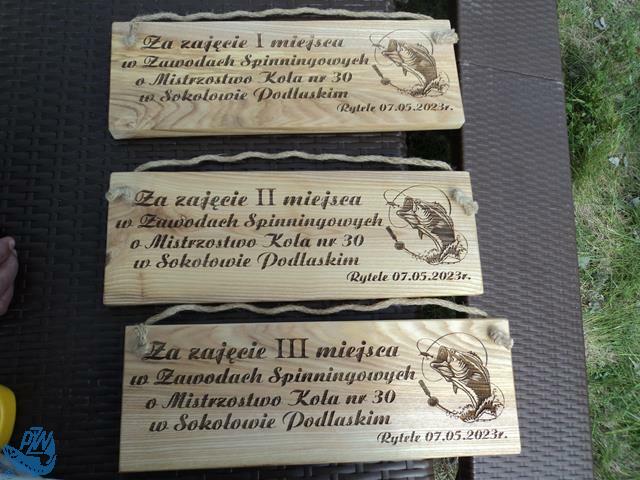 Za zajęcie I miejsca
w Zawodach Spinningowych
o Mistrzostwo Koła nr 30
w Sokołowie Podlaskim
Rytele 07.05.2023r.
Za zajęcie II miejsca
w Zawodach Spinningowych
o Mistrzostwo Koła nr 30
w Sokołowie Podlaskim
Rytele 07.05.2023r.
Za zajęcie III miejsca
w Zawodach Spinningowych
o Mistrzostwo Koła nr 30
w Sokołowie Podlaskim
Rytele 07.05.2023r.
PZW